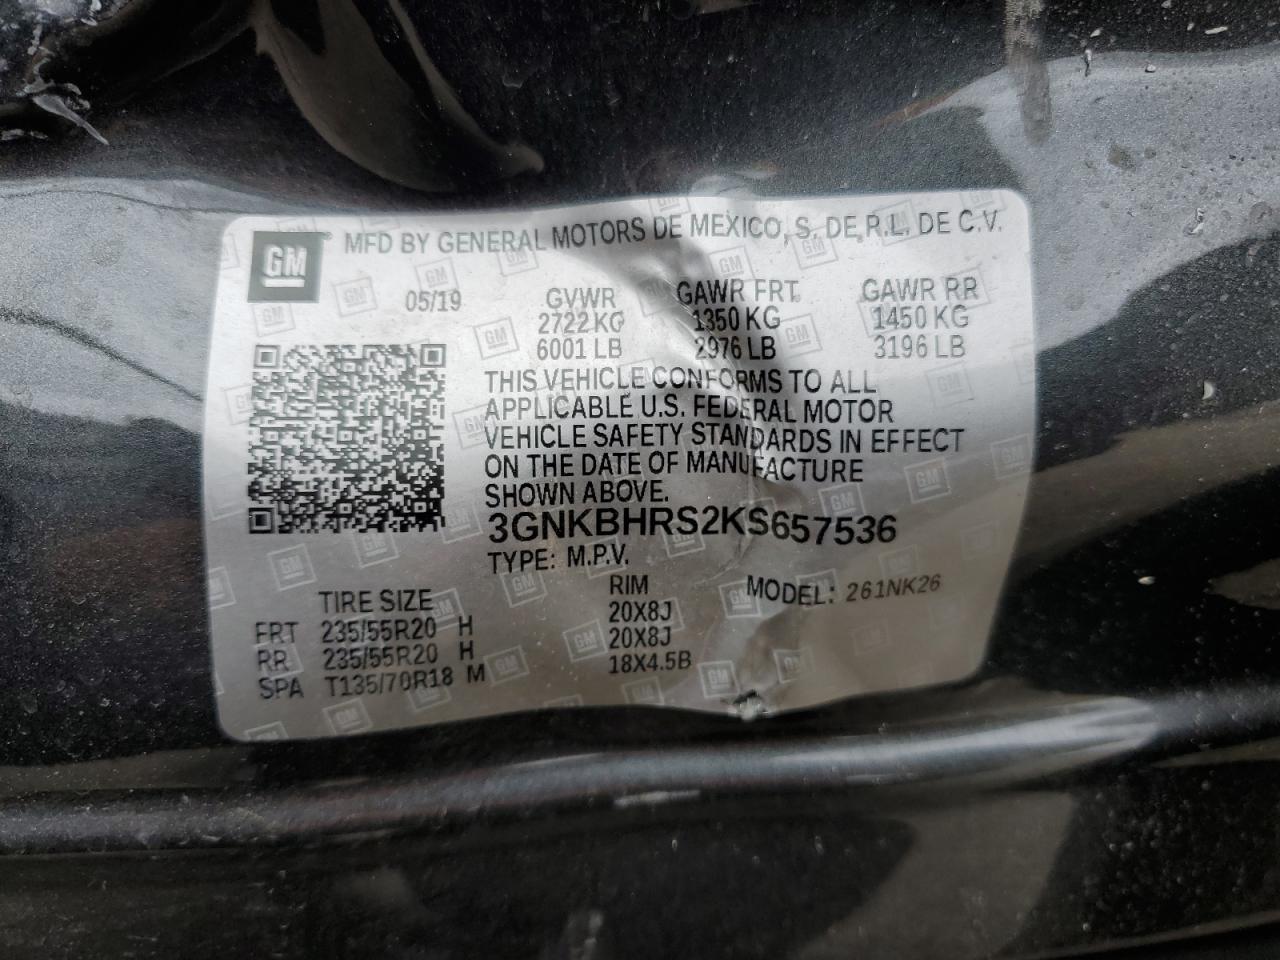 GM® MFD BY GENERAL MOTORS DE MEXICO, S. DE R.L. DE C.V.
05/19 GVWR GAWR FRT GAWR RR
2722 KG 1350 KG 1450 KG
6001 LB 2976 LB 3196 LB
THIS VEHICLE CONFORMS TO ALL
APPLICABLE U.S. FEDERAL MOTOR
VEHICLE SAFETY STANDARDS IN EFFECT
ON THE DATE OF MANUFACTURE
SHOWN ABOVE.
3GNKBHRS2KS657536
TYPE: M.P.V.
TIRE SIZE RIM MODEL: 261NK26
FRT 235/55R20 H 20X8J
RR 235/55R20 H 20X8J
SPA T135/70R18 M 18X4.5B